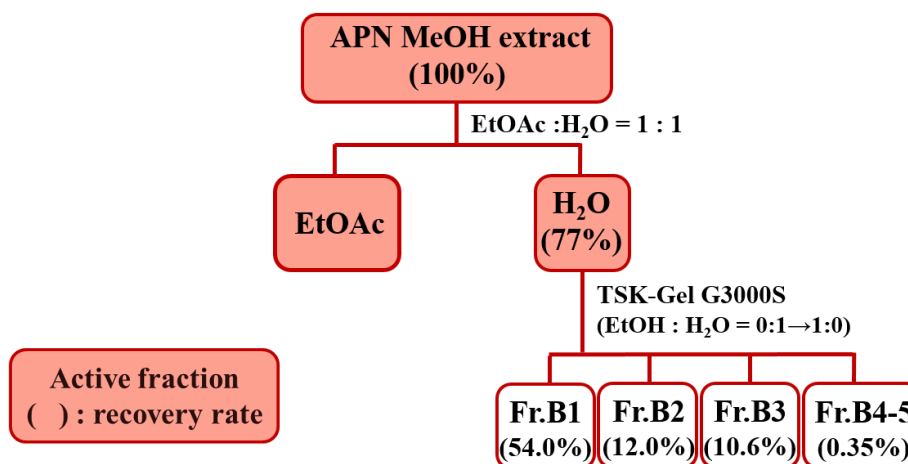 APN MeOH extract
(100%)
EtOAc :H₂O = 1 : 1
EtOAc
H₂O
(77%)
TSK-Gel G3000S
(EtOH : H₂O = 0:1→1:0)
Active fraction
(   ) : recovery rate
Fr.B1
(54.0%)
Fr.B2
(12.0%)
Fr.B3
(10.6%)
Fr.B4-5
(0.35%)